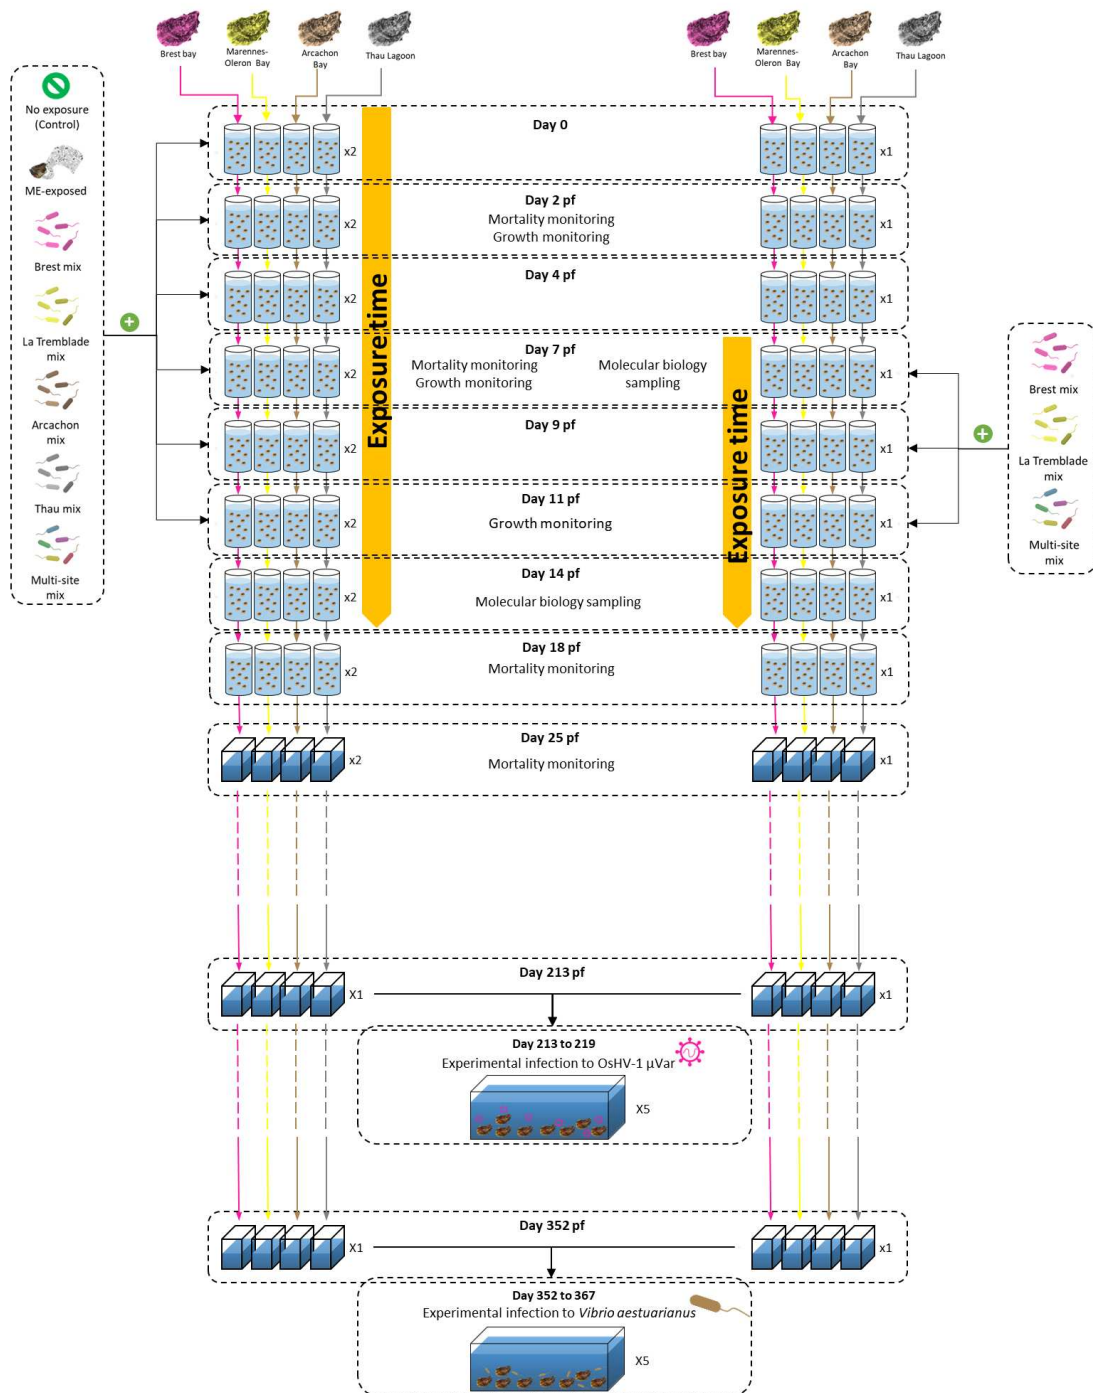 Brest bay
Marennes-
Oleron Bay
Arcachon
Bay
Thau Lagoon
Brest bay
Marennes-
Oleron Bay
Arcachon
Bay
Thau Lagoon
No exposure
(Control)
ME-exposed
Brest mix
La Tremblade
mix
Arcachon
mix
Thau mix
Multi-site
mix
Exposure time
Day 0
x2
x1
Day 2 pf
Mortality monitoring
Growth monitoring
x2
x1
Day 4 pf
x2
x1
Day 7 pf
Mortality monitoring
Growth monitoring
Molecular biology
sampling
x2
x1
Exposure time
Day 9 pf
x2
x1
Day 11 pf
Growth monitoring
x2
x1
Day 14 pf
Molecular biology sampling
x2
x1
Brest mix
La Tremblade
mix
Multi-site
mix
Day 18 pf
Mortality monitoring
x2
x1
Day 25 pf
Mortality monitoring
x2
x1
Day 213 pf
X1
x1
Day 213 to 219
Experimental infection to OsHV-1 µVar
X5
Day 352 pf
X1
x1
Day 352 to 367
Experimental infection to Vibrio aestuarianus
X5